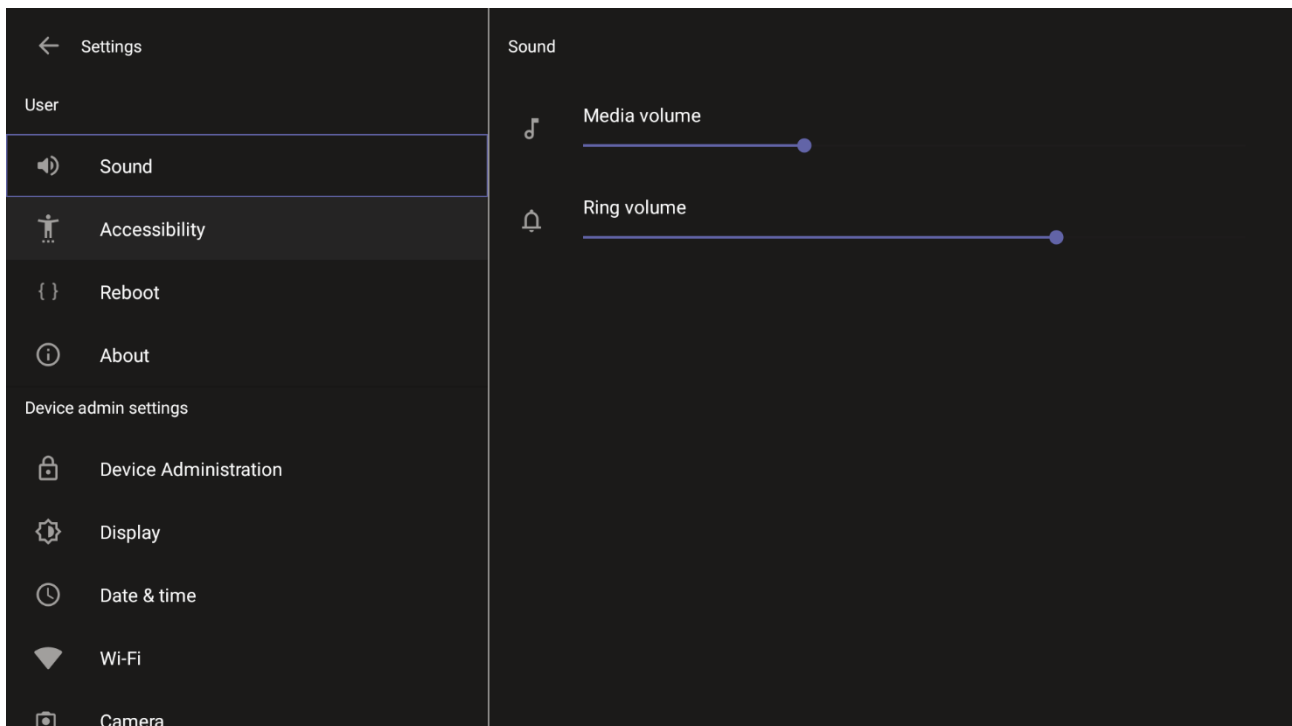 Settings
User
Sound
Accessibility
Reboot
About
Device admin settings
Device Administration
Display
Date & time
Wi-Fi
Camera
Sound
Media volume
Ring volume